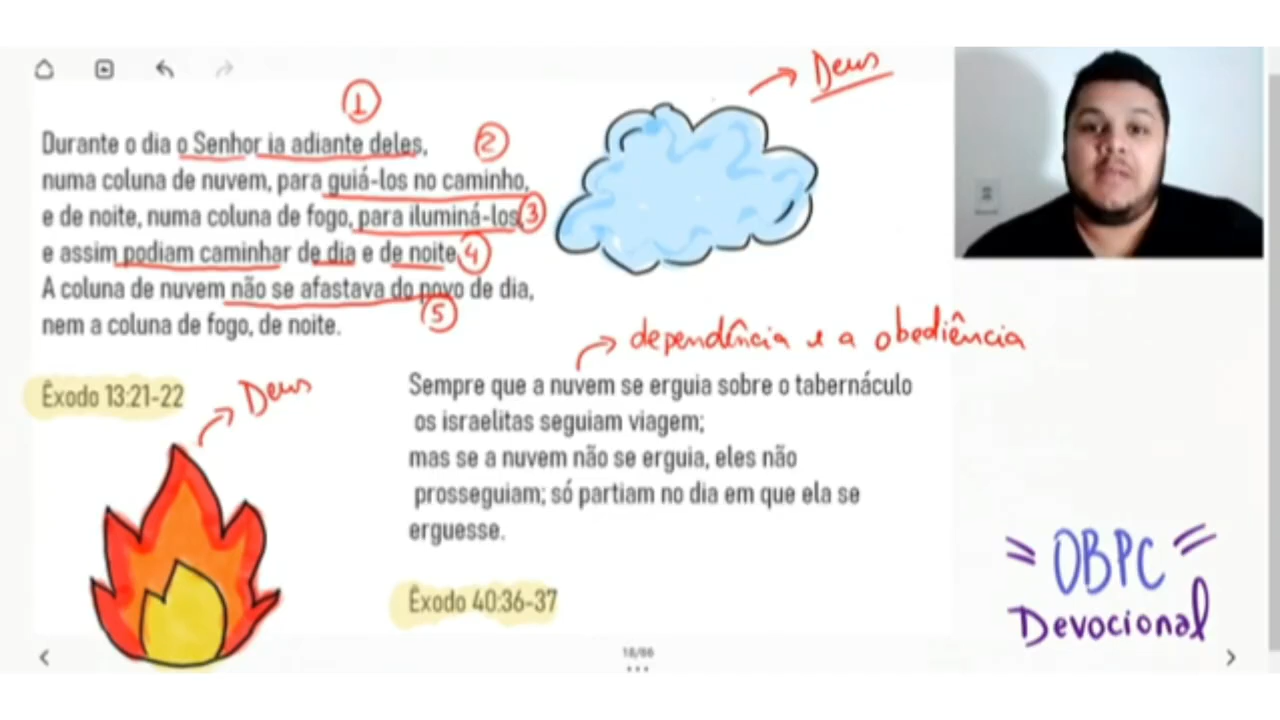 1
Durante o dia o Senhor ia adiante deles,
2
numa coluna de nuvem, para guiá-los no caminho,
e de noite, numa coluna de fogo, para iluminá-los, 3
e assim podiam caminhar de dia e de noite. 4
A coluna de nuvem não se afastava do povo de dia,
5
nem a coluna de fogo, de noite.
Êxodo 13:21-22
Deus
Deus
dependência e a obediência
Sempre que a nuvem se erguia sobre o tabernáculo
os israelitas seguiam viagem;
mas se a nuvem não se erguia, eles não
prosseguiam; só partiam no dia em que ela se
erguesse.
Êxodo 40:36-37
OBPC
Devocional
18/66